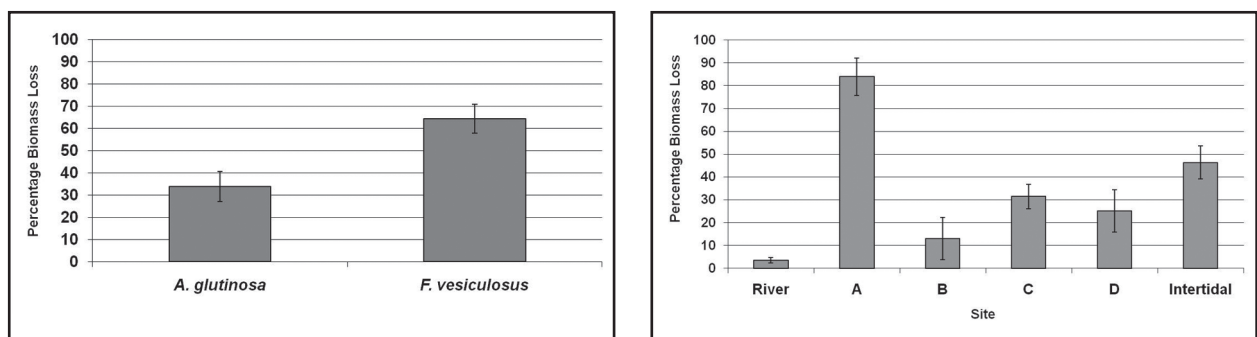 Percentage Biomass Loss
100
90
80
70
60
50
40
30
20
10
0
A. glutinosa
F. vesiculosus
Percentage Biomass Loss
100
90
80
70
60
50
40
30
20
10
0
River
A
B
C
D
Intertidal
Site